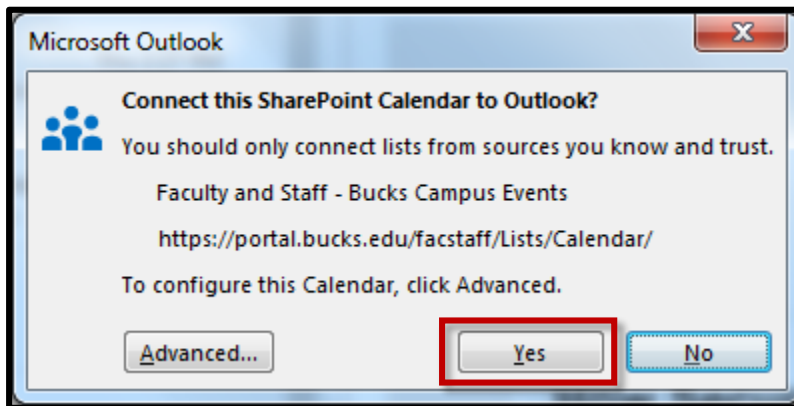 Microsoft Outlook
Connect this SharePoint Calendar to Outlook?
You should only connect lists from sources you know and trust.
Faculty and Staff - Bucks Campus Events
https://portal.bucks.edu/facstaff/Lists/Calendar/
To configure this Calendar, click Advanced.
Advanced... Yes No